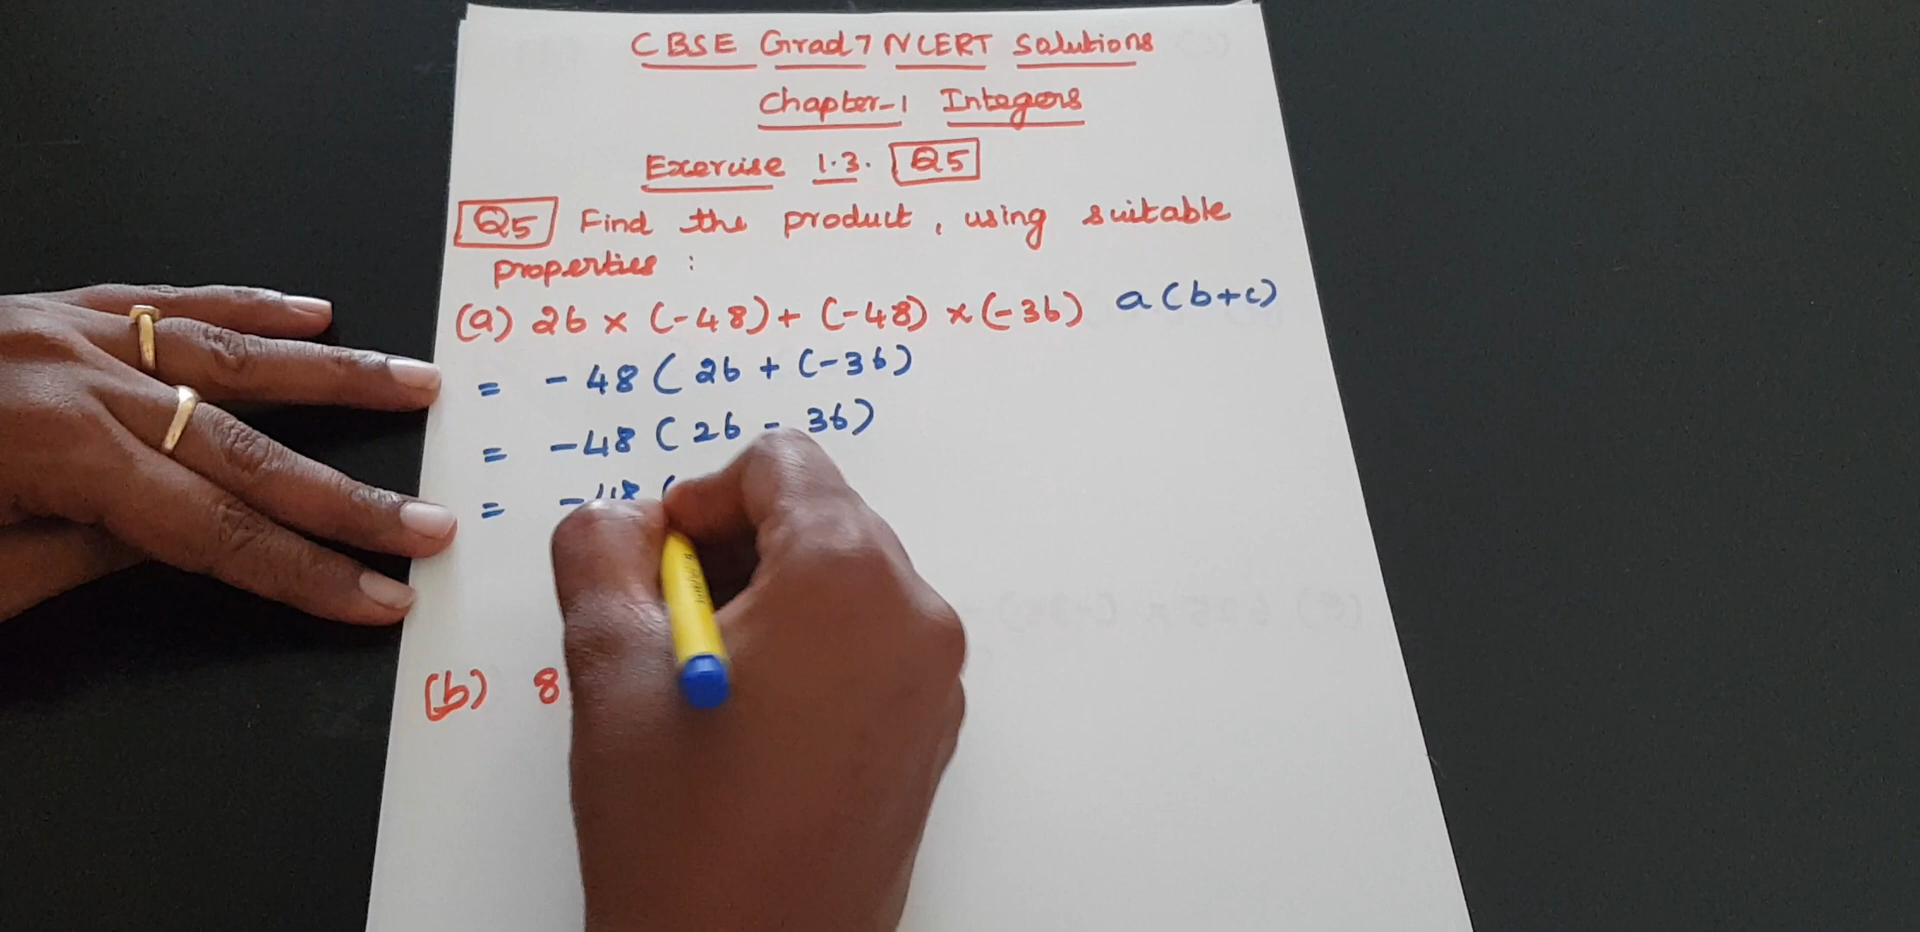 CBSE Grad 7 NCERT Solutions
Chapter-1 Integers
Exercise 1.3. Q5
Q5 Find the product, using suitable
properties:
(a) 26 × (-48) + (-48) × (-36) a(b+c)
= -48 (26 + (-36)
= -48 (26 - 36)
= -48 (
(b) 8